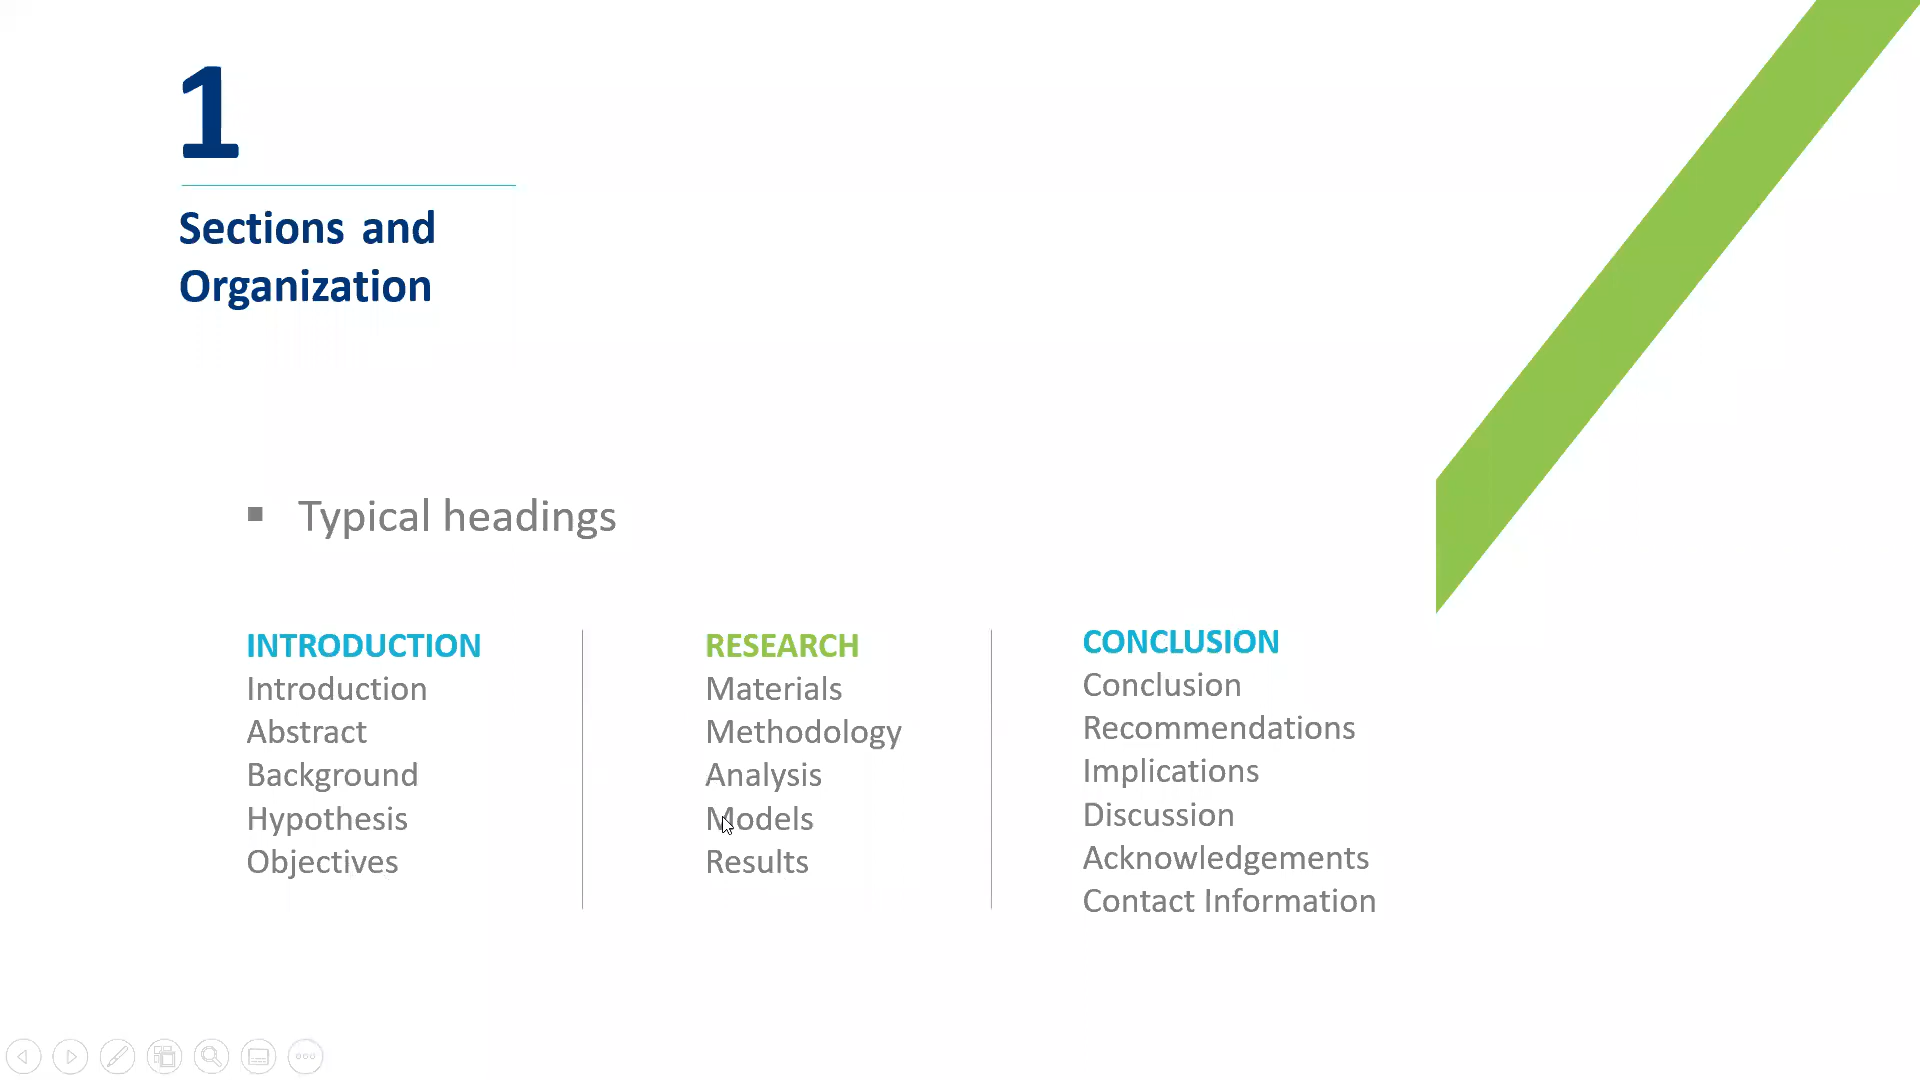 1
Sections and
Organization
▪ Typical headings
INTRODUCTION
Introduction
Abstract
Background
Hypothesis
Objectives
RESEARCH
Materials
Methodology
Analysis
Models
Results
CONCLUSION
Conclusion
Recommendations
Implications
Discussion
Acknowledgements
Contact Information